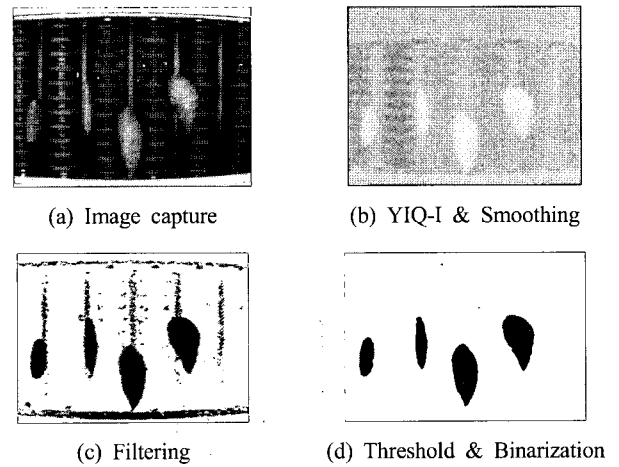 (a) Image capture
(b) YIQ-I & Smoothing
(c) Filtering
(d) Threshold & Binarization